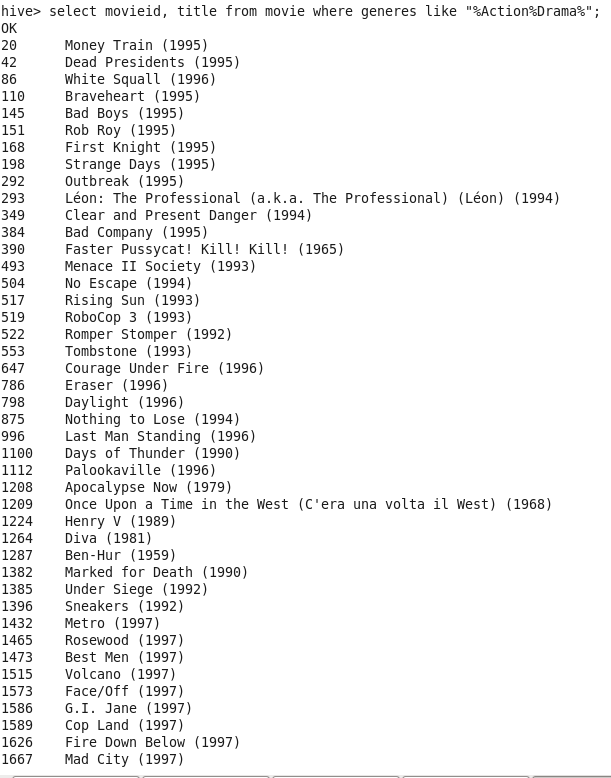 hive> select movieid, title from movie where generes like "%Action%Drama%";
OK
20 Money Train (1995)
42 Dead Presidents (1995)
86 White Squall (1996)
110 Braveheart (1995)
145 Bad Boys (1995)
151 Rob Roy (1995)
168 First Knight (1995)
198 Strange Days (1995)
292 Outbreak (1995)
293 Léon: The Professional (a.k.a. The Professional) (Léon) (1994)
349 Clear and Present Danger (1994)
384 Bad Company (1995)
390 Faster Pussycat! Kill! Kill! (1965)
493 Menace II Society (1993)
504 No Escape (1994)
517 Rising Sun (1993)
519 RoboCop 3 (1993)
522 Romper Stomper (1992)
553 Tombstone (1993)
647 Courage Under Fire (1996)
786 Eraser (1996)
798 Daylight (1996)
875 Nothing to Lose (1994)
996 Last Man Standing (1996)
1100 Days of Thunder (1990)
1112 Palookaville (1996)
1208 Apocalypse Now (1979)
1209 Once Upon a Time in the West (C'era una volta il West) (1968)
1224 Henry V (1989)
1264 Diva (1981)
1287 Ben-Hur (1959)
1382 Marked for Death (1990)
1385 Under Siege (1992)
1396 Sneakers (1992)
1432 Metro (1997)
1465 Rosewood (1997)
1473 Best Men (1997)
1515 Volcano (1997)
1573 Face/Off (1997)
1586 G.I. Jane (1997)
1589 Cop Land (1997)
1626 Fire Down Below (1997)
1667 Mad City (1997)